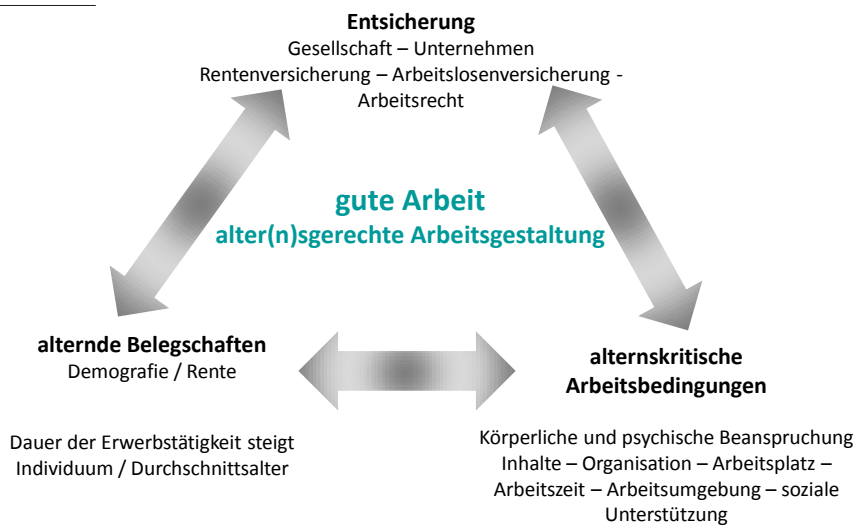 Entsicherung
Gesellschaft – Unternehmen
Rentenversicherung – Arbeitslosenversicherung -
Arbeitsrecht
gute Arbeit
alter(n)sgerechte Arbeitsgestaltung
alternde Belegschaften
Demografie / Rente
Dauer der Erwerbstätigkeit steigt
Individuum / Durchschnittsalter
alternskritische
Arbeitsbedingungen
Körperliche und psychische Beanspruchung
Inhalte – Organisation – Arbeitsplatz –
Arbeitszeit – Arbeitsumgebung – soziale
Unterstützung